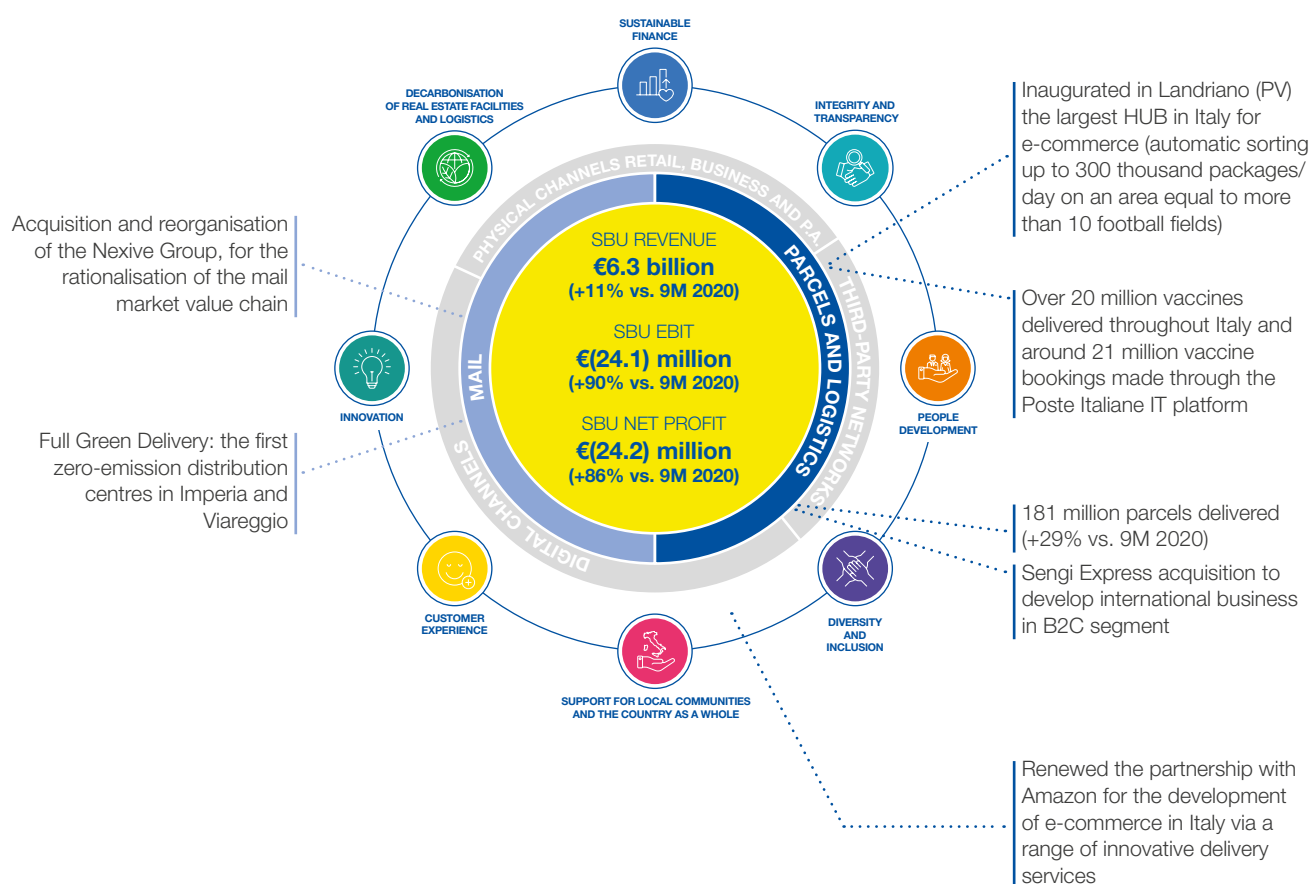 SUSTAINABLE
FINANCE
DECARBONISATION
OF REAL ESTATE FACILITIES
AND LOGISTICS
INTEGRITY AND
TRANSPARENCY
Inaugurated in Landriano (PV)
the largest HUB in Italy for
e-commerce (automatic sorting
up to 300 thousand packages/
day on an area equal to more
than 10 football fields)
PHYSICAL CHANNELS RETAIL, BUSINESS AND P.A.
THIRD-PARTY NETWORKS
DIGITAL CHANNELS
MAIL
PARCELS AND LOGISTICS
Acquisition and reorganisation
of the Nexive Group, for the
rationalisation of the mail
market value chain
SBU REVENUE
€6.3 billion
(+11% vs. 9M 2020)
SBU EBIT
€(24.1) million
(+90% vs. 9M 2020)
SBU NET PROFIT
€(24.2) million
(+86% vs. 9M 2020)
Over 20 million vaccines
delivered throughout Italy and
around 21 million vaccine
bookings made through the
Poste Italiane IT platform
INNOVATION
PEOPLE
DEVELOPMENT
Full Green Delivery: the first
zero-emission distribution
centres in Imperia and
Viareggio
181 million parcels delivered
(+29% vs. 9M 2020)
Sengi Express acquisition to
develop international business
in B2C segment
CUSTOMER
EXPERIENCE
DIVERSITY
AND
INCLUSION
SUPPORT FOR LOCAL COMMUNITIES
AND THE COUNTRY AS A WHOLE
Renewed the partnership with
Amazon for the development
of e-commerce in Italy via a
range of innovative delivery
services